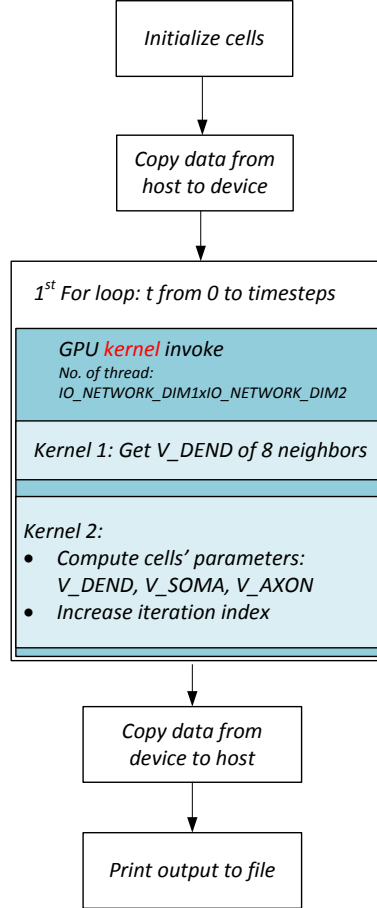 Initialize cells
Copy data from
host to device
1st For loop: t from 0 to timesteps
GPU kernel invoke
No. of thread:
IO_NETWORK_DIM1xIO_NETWORK_DIM2
Kernel 1: Get V_DEND of 8 neighbors
Kernel 2:
• Compute cells' parameters:
V_DEND, V_SOMA, V_AXON
• Increase iteration index
Copy data from
device to host
Print output to file